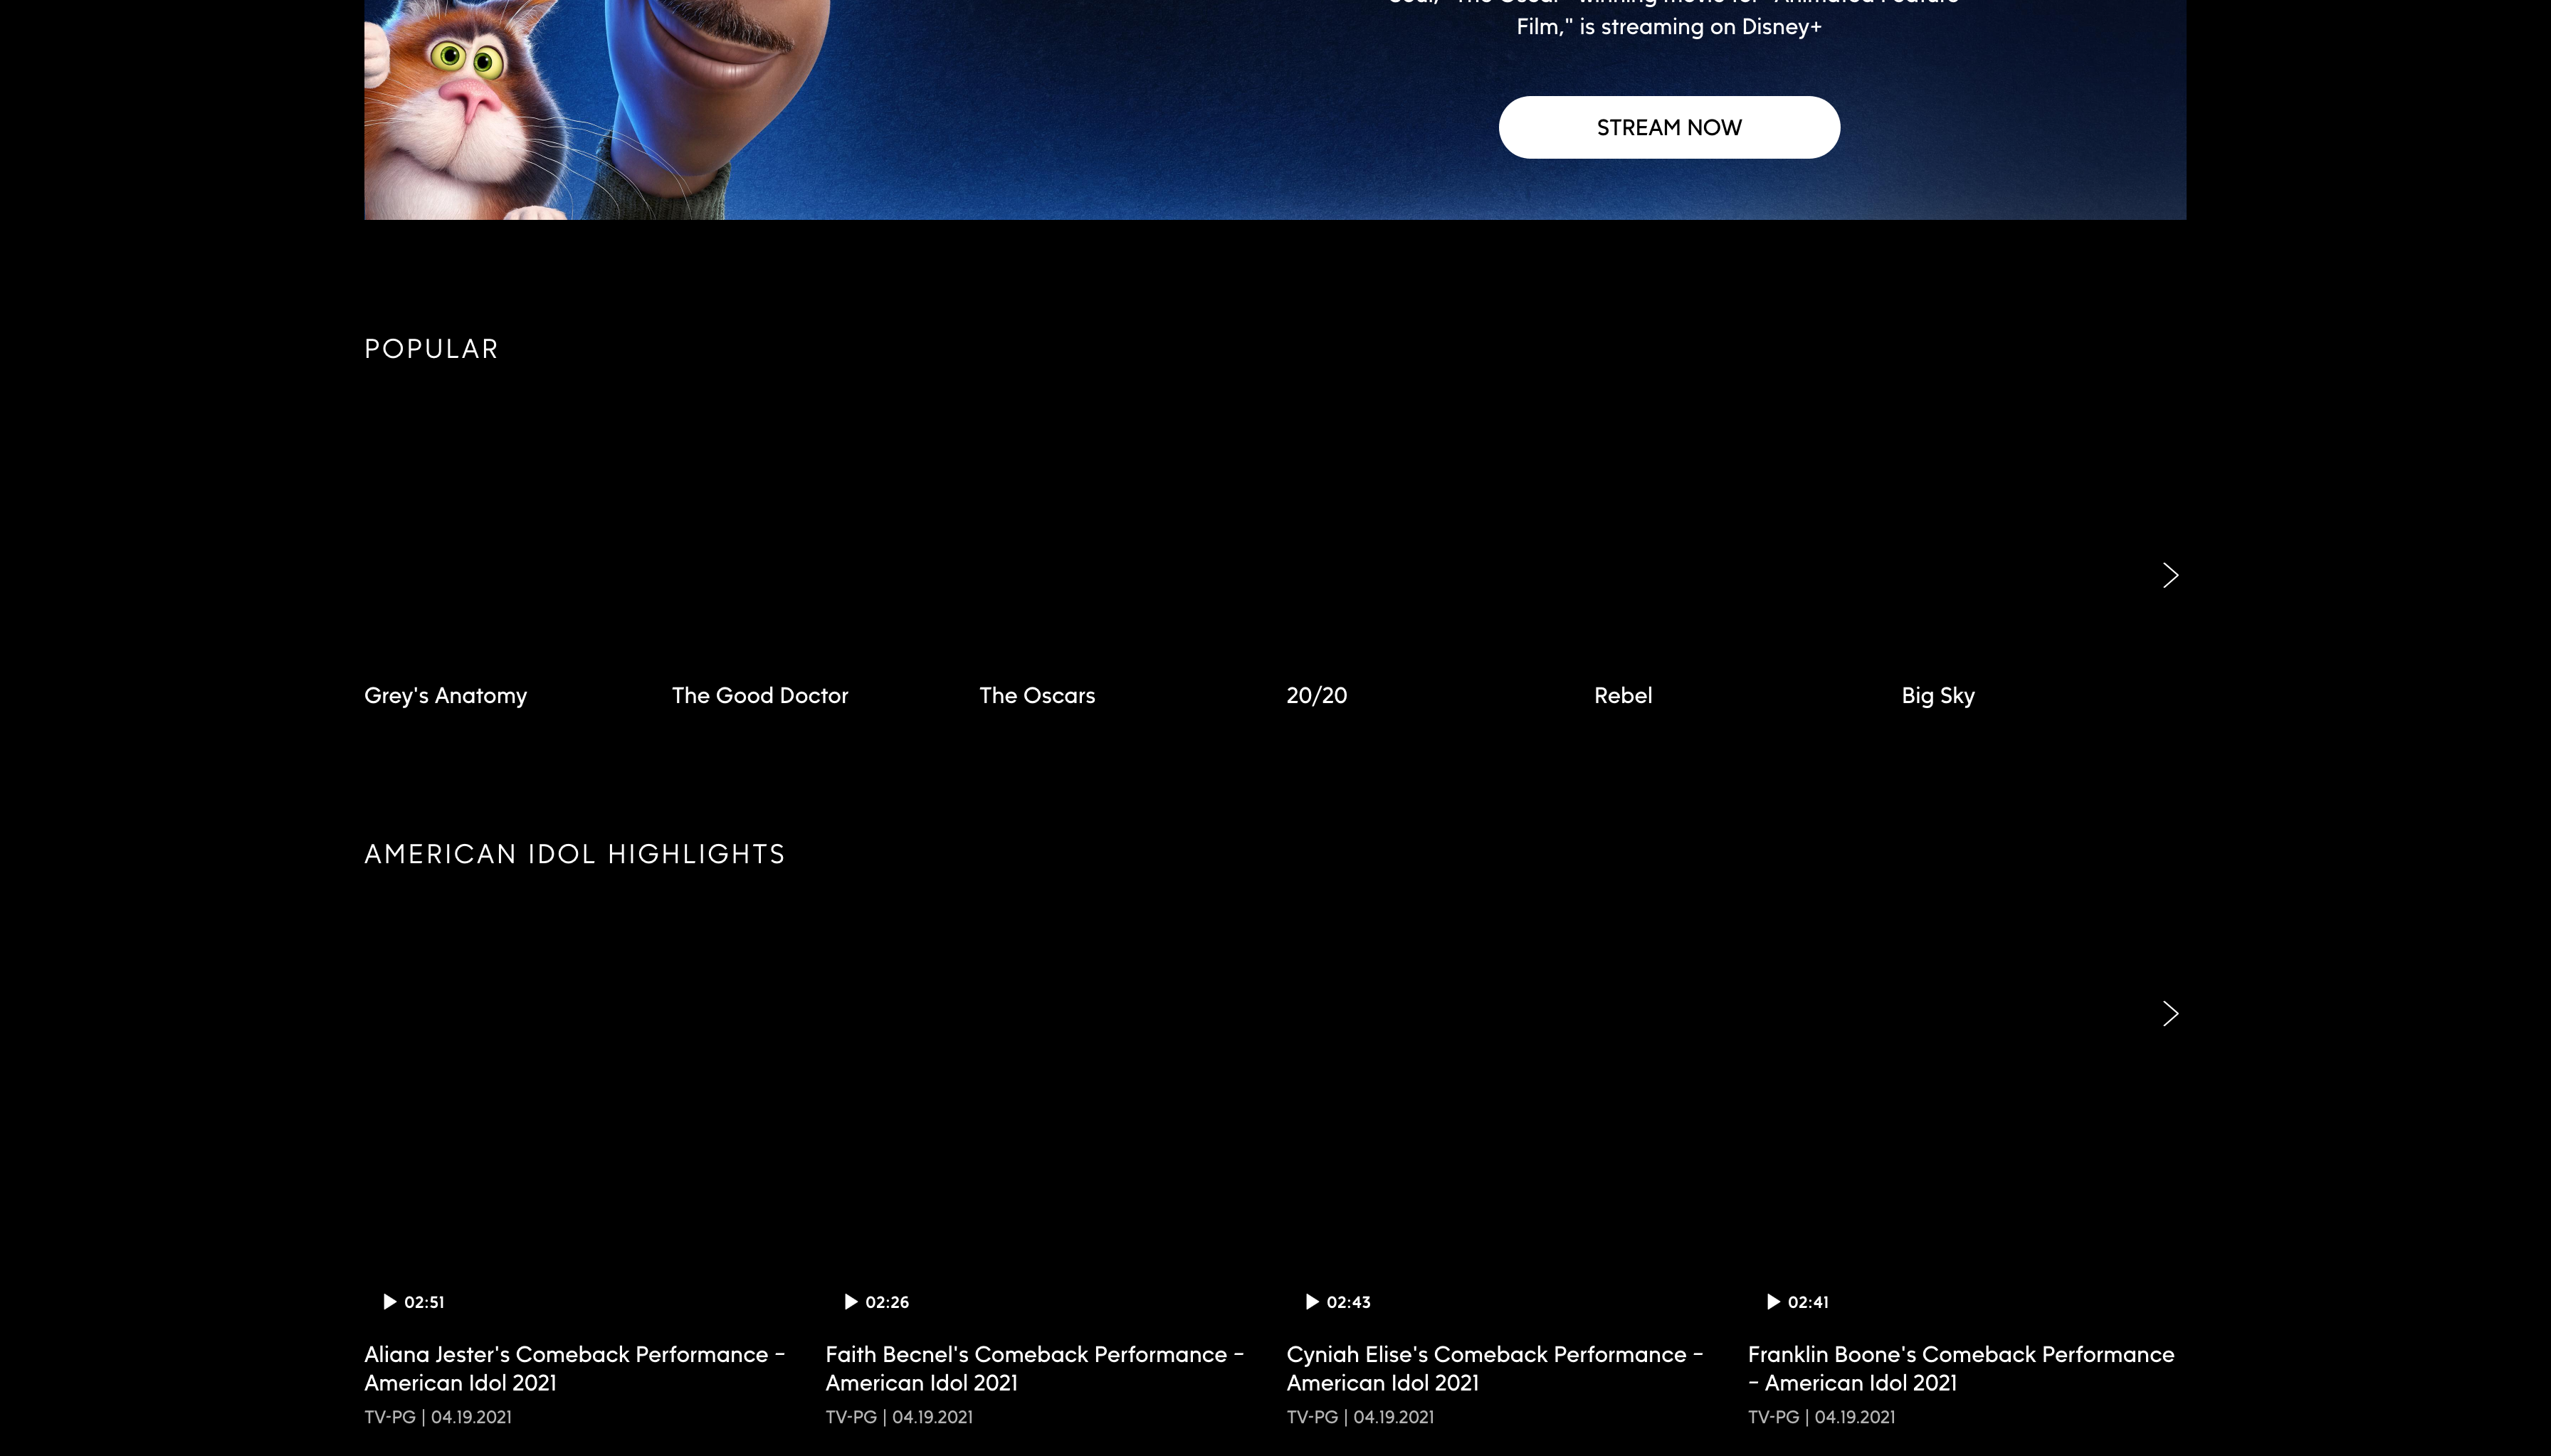 Film," is streaming on Disney+
STREAM NOW
POPULAR
Grey's Anatomy
The Good Doctor
The Oscars
20/20
Rebel
Big Sky
AMERICAN IDOL HIGHLIGHTS
02:51
02:26
02:43
02:41
Aliana Jester's Comeback Performance –
American Idol 2021
TV-PG | 04.19.2021
Faith Becnel's Comeback Performance –
American Idol 2021
TV-PG | 04.19.2021
Cyniah Elise's Comeback Performance –
American Idol 2021
TV-PG | 04.19.2021
Franklin Boone's Comeback Performance
– American Idol 2021
TV-PG | 04.19.2021